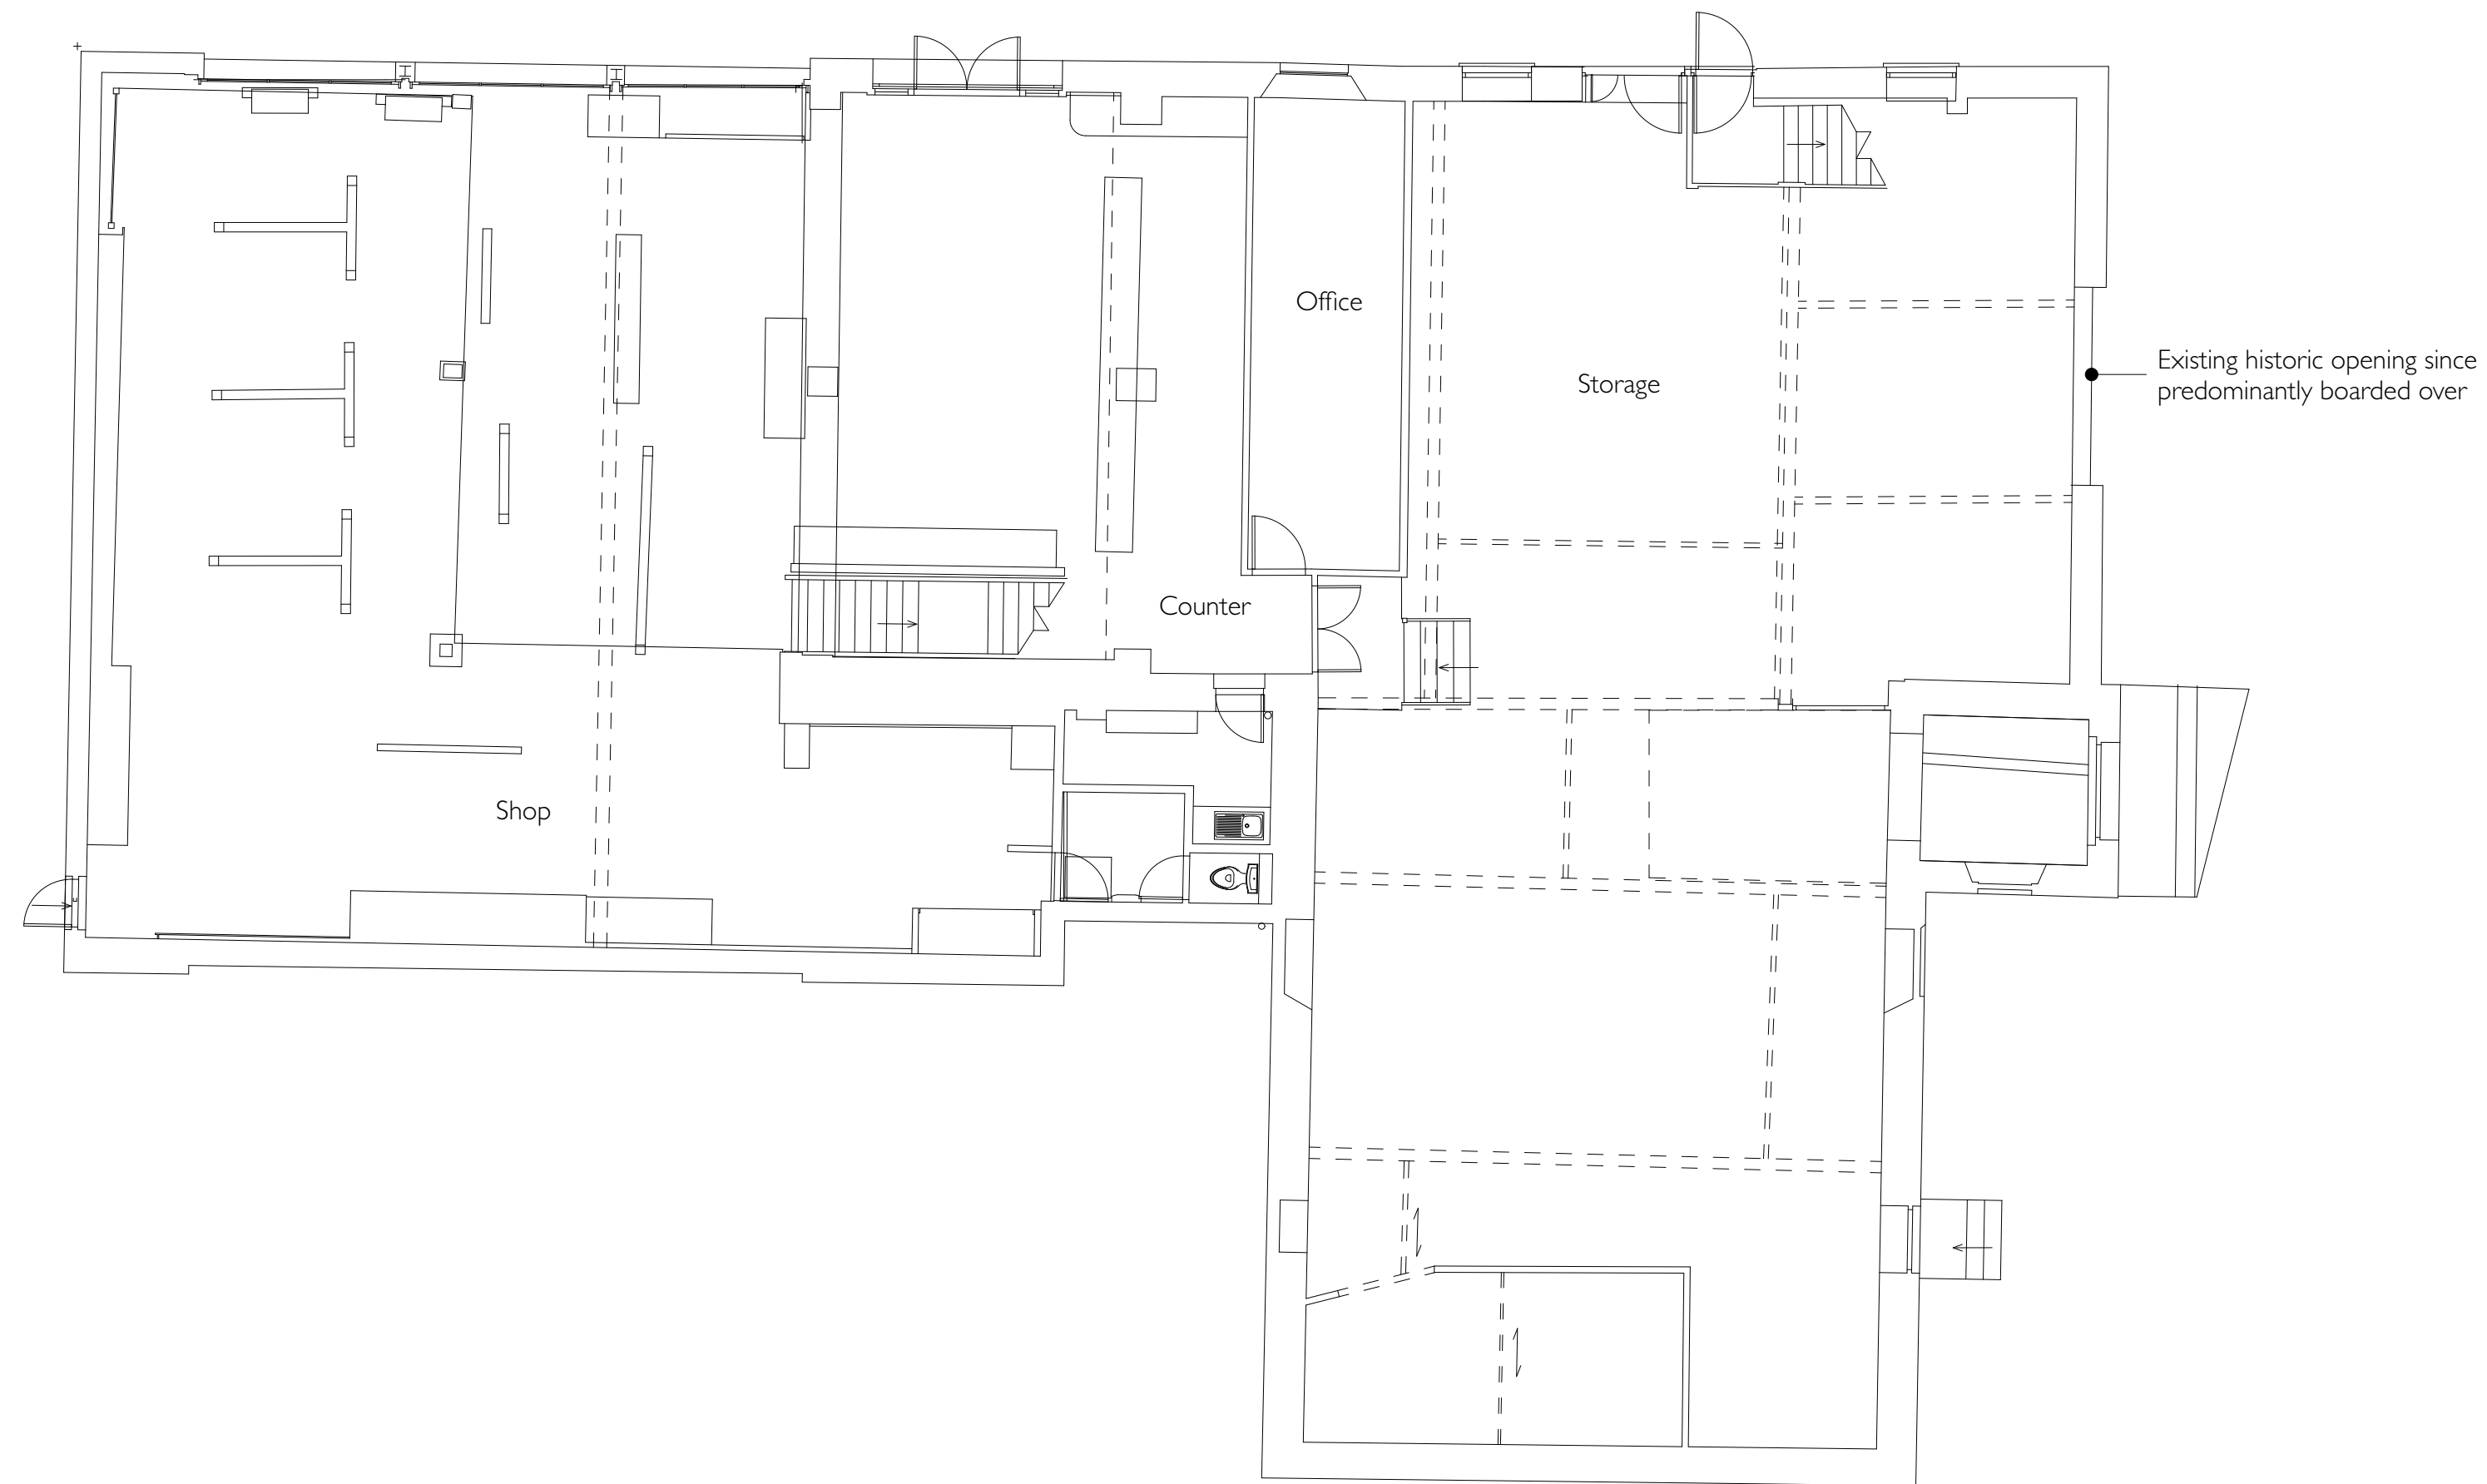 Office
Storage
Existing historic opening since
predominantly boarded over
Counter
Shop